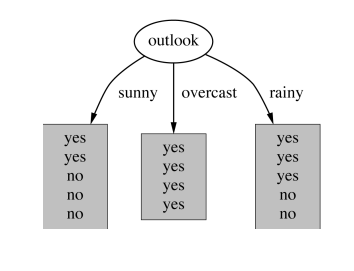 outlook
sunny
overcast
rainy
yes
yes
no
no
no
yes
yes
yes
yes
yes
yes
yes
no
no